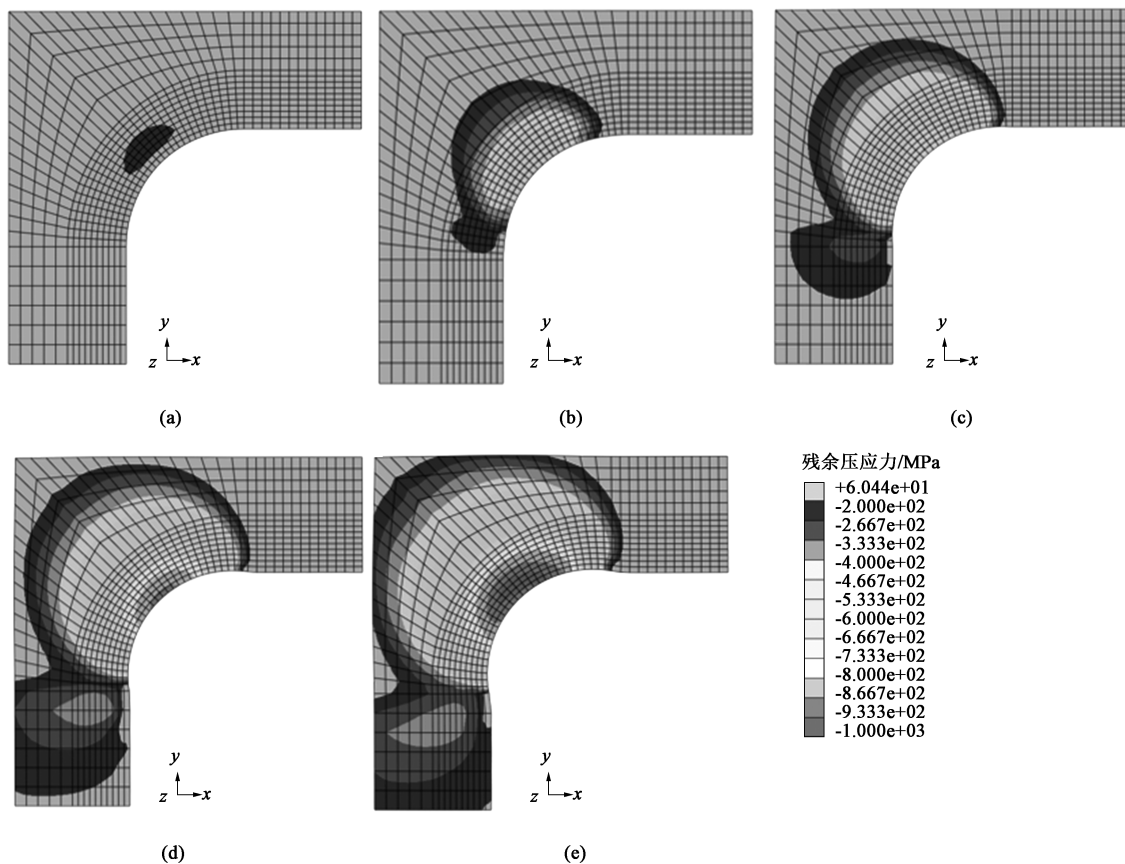 y
z x
(a)
y
z x
(b)
y
z x
(c)
y
z x
(d)
y
z x
(e)
残余压应力/MPa
+6.044e+01
-2.000e+02
-2.667e+02
-3.333e+02
-4.000e+02
-4.667e+02
-5.333e+02
-6.000e+02
-6.667e+02
-7.333e+02
-8.000e+02
-8.667e+02
-9.333e+02
-1.000e+03